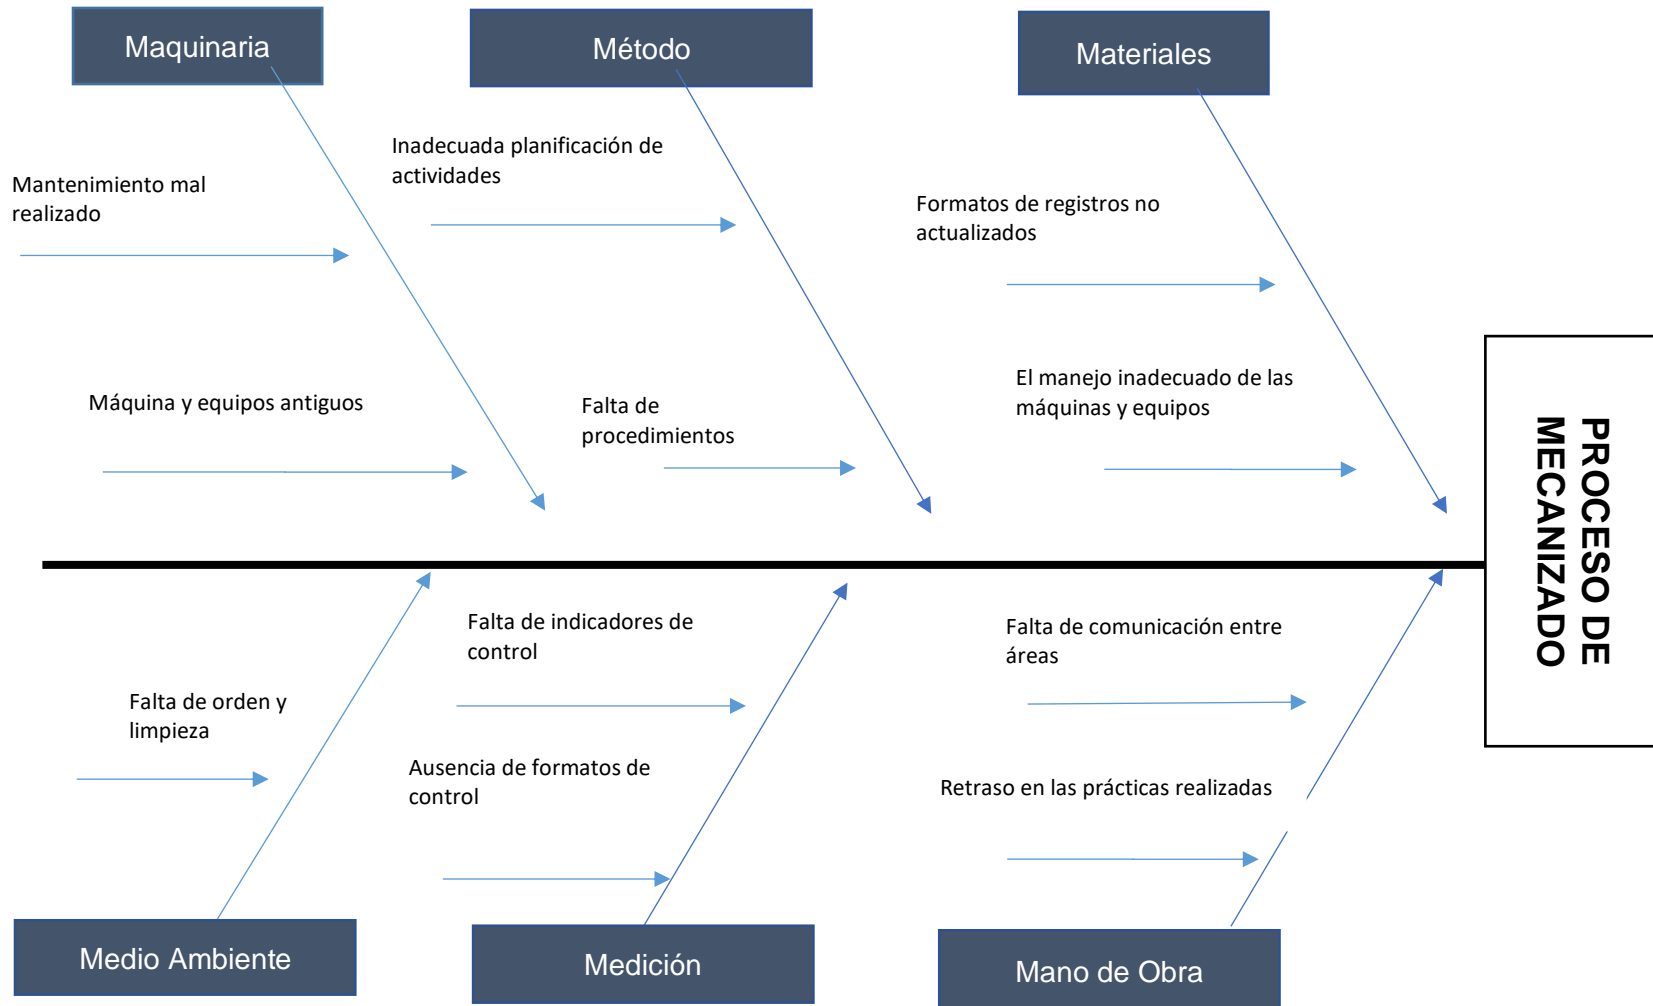 Maquinaria
Método
Materiales
Inadecuada planificación de
actividades
Mantenimiento mal
realizado
Formatos de registros no
actualizados
Máquina y equipos antiguos
Falta de
procedimientos
El manejo inadecuado de las
máquinas y equipos
PROCESO DE
MECANIZADO
Falta de indicadores de
control
Falta de comunicación entre
áreas
Falta de orden y
limpieza
Ausencia de formatos de
control
Retraso en las prácticas realizadas
Medio Ambiente
Medición
Mano de Obra